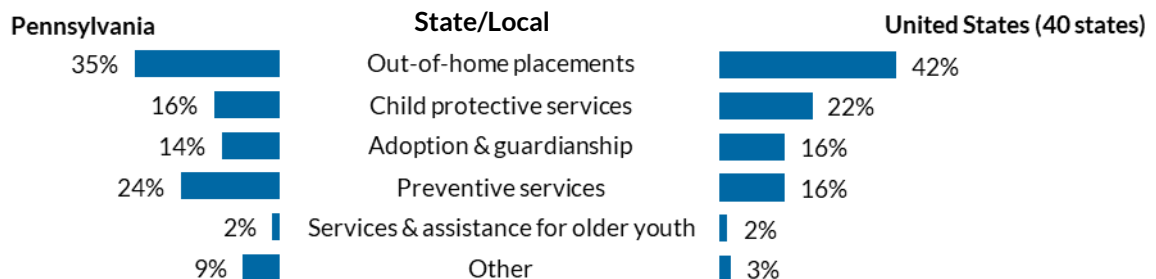 Pennsylvania State/Local United States (40 states)
35% Out-of-home placements 42%
16% Child protective services 22%
14% Adoption & guardianship 16%
24% Preventive services 16%
2% Services & assistance for older youth 2%
9% Other 3%